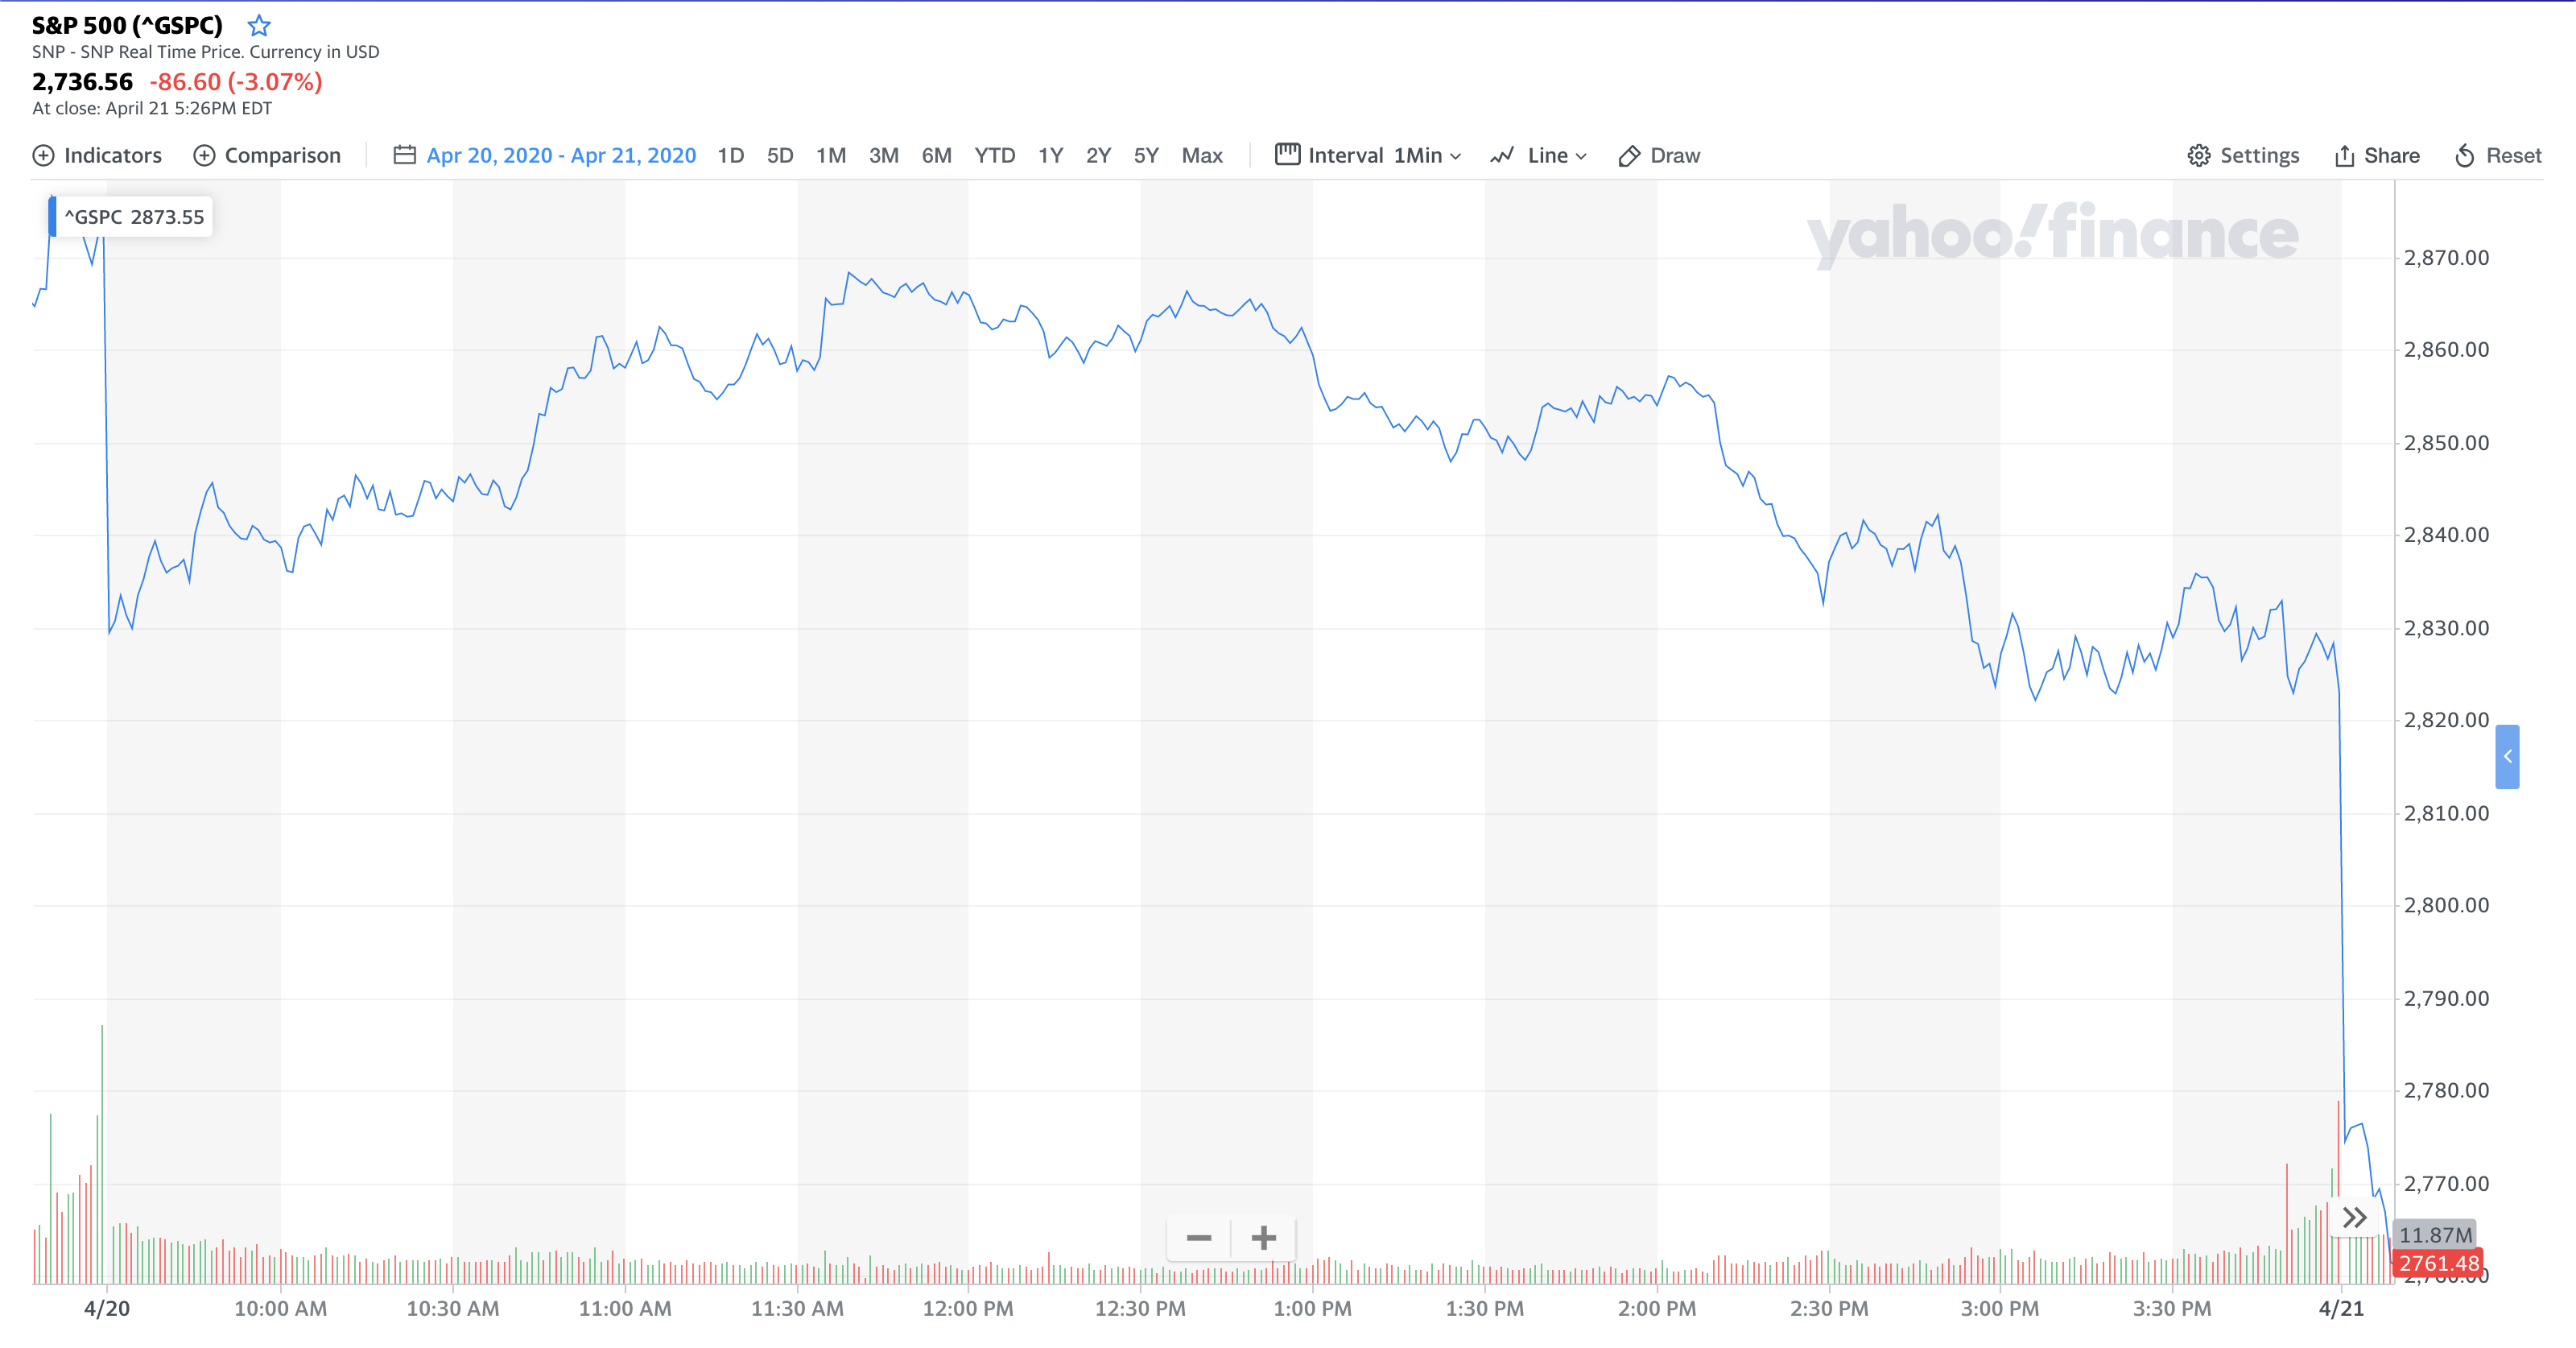 S&P 500 (^GSPC)
SNP - SNP Real Time Price. Currency in USD
2,736.56 -86.60 (-3.07%)
At close: April 21 5:26PM EDT
Indicators Comparison Apr 20, 2020 - Apr 21, 2020 1D 5D 1M 3M 6M YTD 1Y 2Y 5Y Max Interval 1Min Line Draw Settings Share Reset
^GSPC 2873.55
yahoo!finance
2,870.00
2,860.00
2,850.00
2,840.00
2,830.00
2,820.00
2,810.00
2,800.00
2,790.00
2,780.00
2,770.00
11.87M
2761.48
4/20 10:00 AM 10:30 AM 11:00 AM 11:30 AM 12:00 PM 12:30 PM 1:00 PM 1:30 PM 2:00 PM 2:30 PM 3:00 PM 3:30 PM 4/21